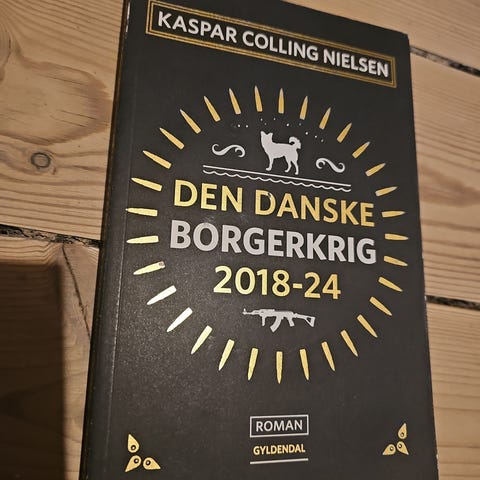 KASPAR COLLING NIELSEN
DEN DANSKE
BORGERKRIG
2018-24
ROMAN
GYLDENDAL